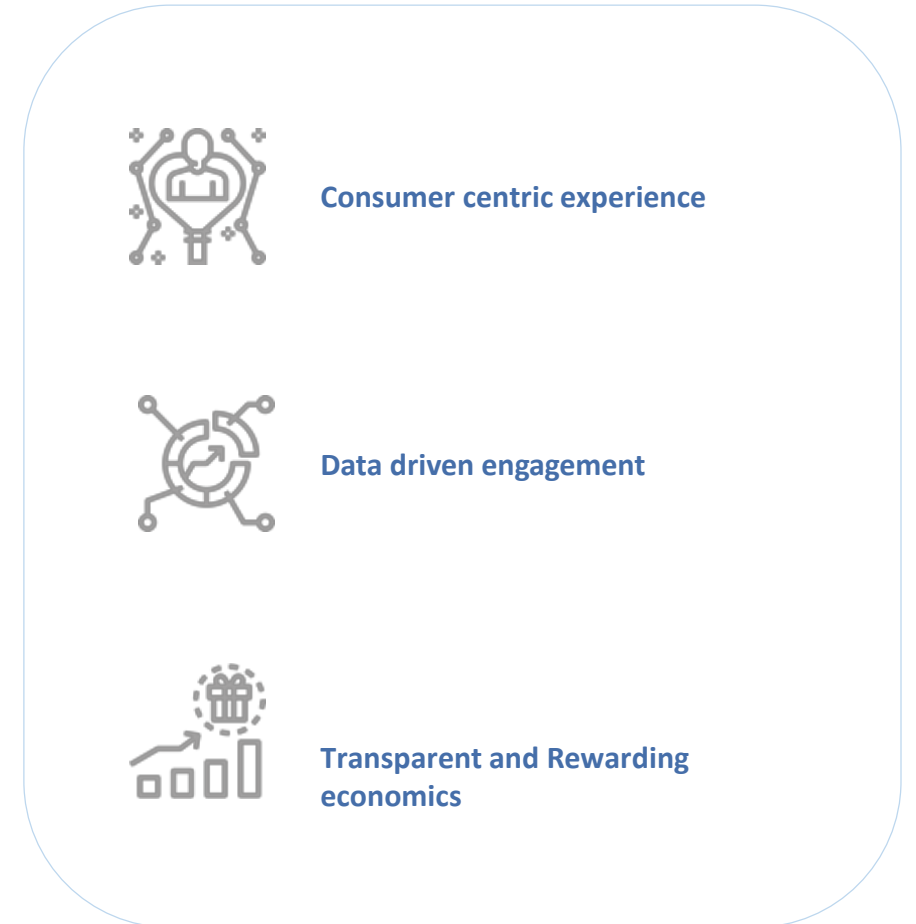 Consumer centric experience
Data driven engagement
Transparent and Rewarding
economics